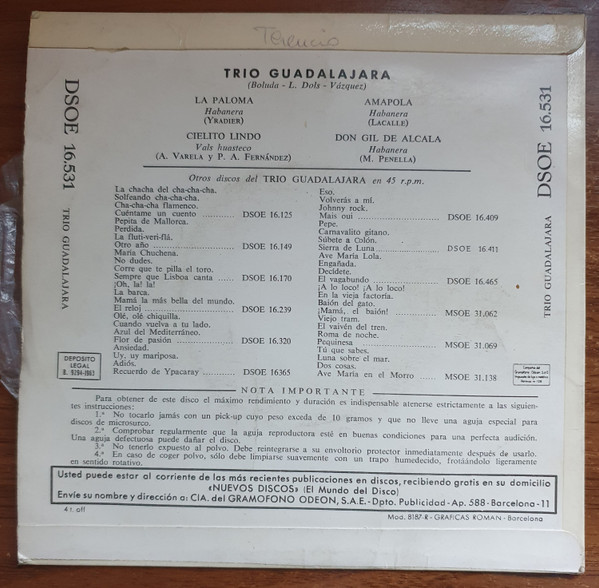 Terencio
TRIO GUADALAJARA
(Boluda - L. Dols - Vázquez)
LA PALOMA
Habanera
(YRADIER)
AMAPOLA
Habanera
(LACALLE)
CIELITO LINDO
Vals huasteco
(A. VARELA y P. A. FERNÁNDEZ)
DON GIL DE ALCALA
Habanera
(M. PENELLA)
DSOE 16.531
TRIO GUADALAJARA
DSOE 16.531
TRIO GUADALAJARA
Otros discos del TRIO GUADALAJARA en 45 r.p.m.
La chacha del cha-cha-cha.
Solfeando cha-cha-cha.
Cha-cha-cha flamenco.
Cuéntame un cuento ............ DSOE 16.125
Pepita de Mallorca.
Perdida.
La fluti-veri-flá.
Otro año ............ DSOE 16.149
María Chuchena.
No dudes.
Corre que te pilla el toro.
Siempre que Lisboa canta ...... DSOE 16.170
¡Oh, la! la!
La barca.
Mamá la más bella del mundo.
El reloj ............ DSOE 16.239
Olé, olé chiquilla.
Cuando vuelva a tu lado.
Azul del Mediterráneo.
Flor de pasión ............ DSOE 16.320
Ansiedad.
Uy, uy mariposa.
Adiós.
Recuerdo de Ypacaray ......... DSOE 16365
Eso.
Volverás a mí.
Johnny rock.
Mais oui ............ DSOE 16.409
Pepe.
Carnavalito gitano.
Súbete a Colón.
Sierra de Luna ............ DSOE 16.411
Ave María Lola.
Engañada.
Decídete.
El vagabundo ............ DSOE 16.465
¡A lo loco! ¡A lo loco!
En la vieja factoría.
Baión del gato.
¡Mamá, el baión! ............ MSOE 31.062
Viejo tram.
El vaivén del tren.
Roma de noche.
Pequinesa ............ MSOE 31.069
Tú que sabes.
Luna sobre el mar.
Dos cosas.
Ave María en el Morro ...... MSOE 31.138
DEPOSITO
LEGAL
NOTA IMPORTANTE
Para obtener de este disco el máximo rendimiento y duración es indispensable atenerse estrictamente a las siguien-
tes instrucciones:
1.ª No tocarlo jamás con un pick-up cuyo peso exceda de 10 gramos y que no lleve una aguja especial para
discos de microsurco.
2.ª Comprobar regularmente que la aguja reproductora esté en buenas condiciones para una perfecta audición.
Una aguja defectuosa puede dañar el disco.
3.ª No tenerlo expuesto al polvo. Debe reintegrarse a su envoltorio protector inmediatamente después de usarlo.
4.ª En caso de coger polvo, sólo debe limpiarse suavemente con un trapo humedecido, frotándolo ligeramente
en sentido rotativo.
Usted puede estar al corriente de las más recientes publicaciones en discos, recibiendo gratis en su domicilio
«NUEVOS DISCOS» (El Mundo del Disco)
Envíe su nombre y dirección a: CIA. del GRAMOFONO ODEON, S.A.E.-Dpto. Publicidad-Ap. 588-Barcelona-11
4 t. off
Mod. 8187-R-GRAFICAS ROMAN-Barcelona